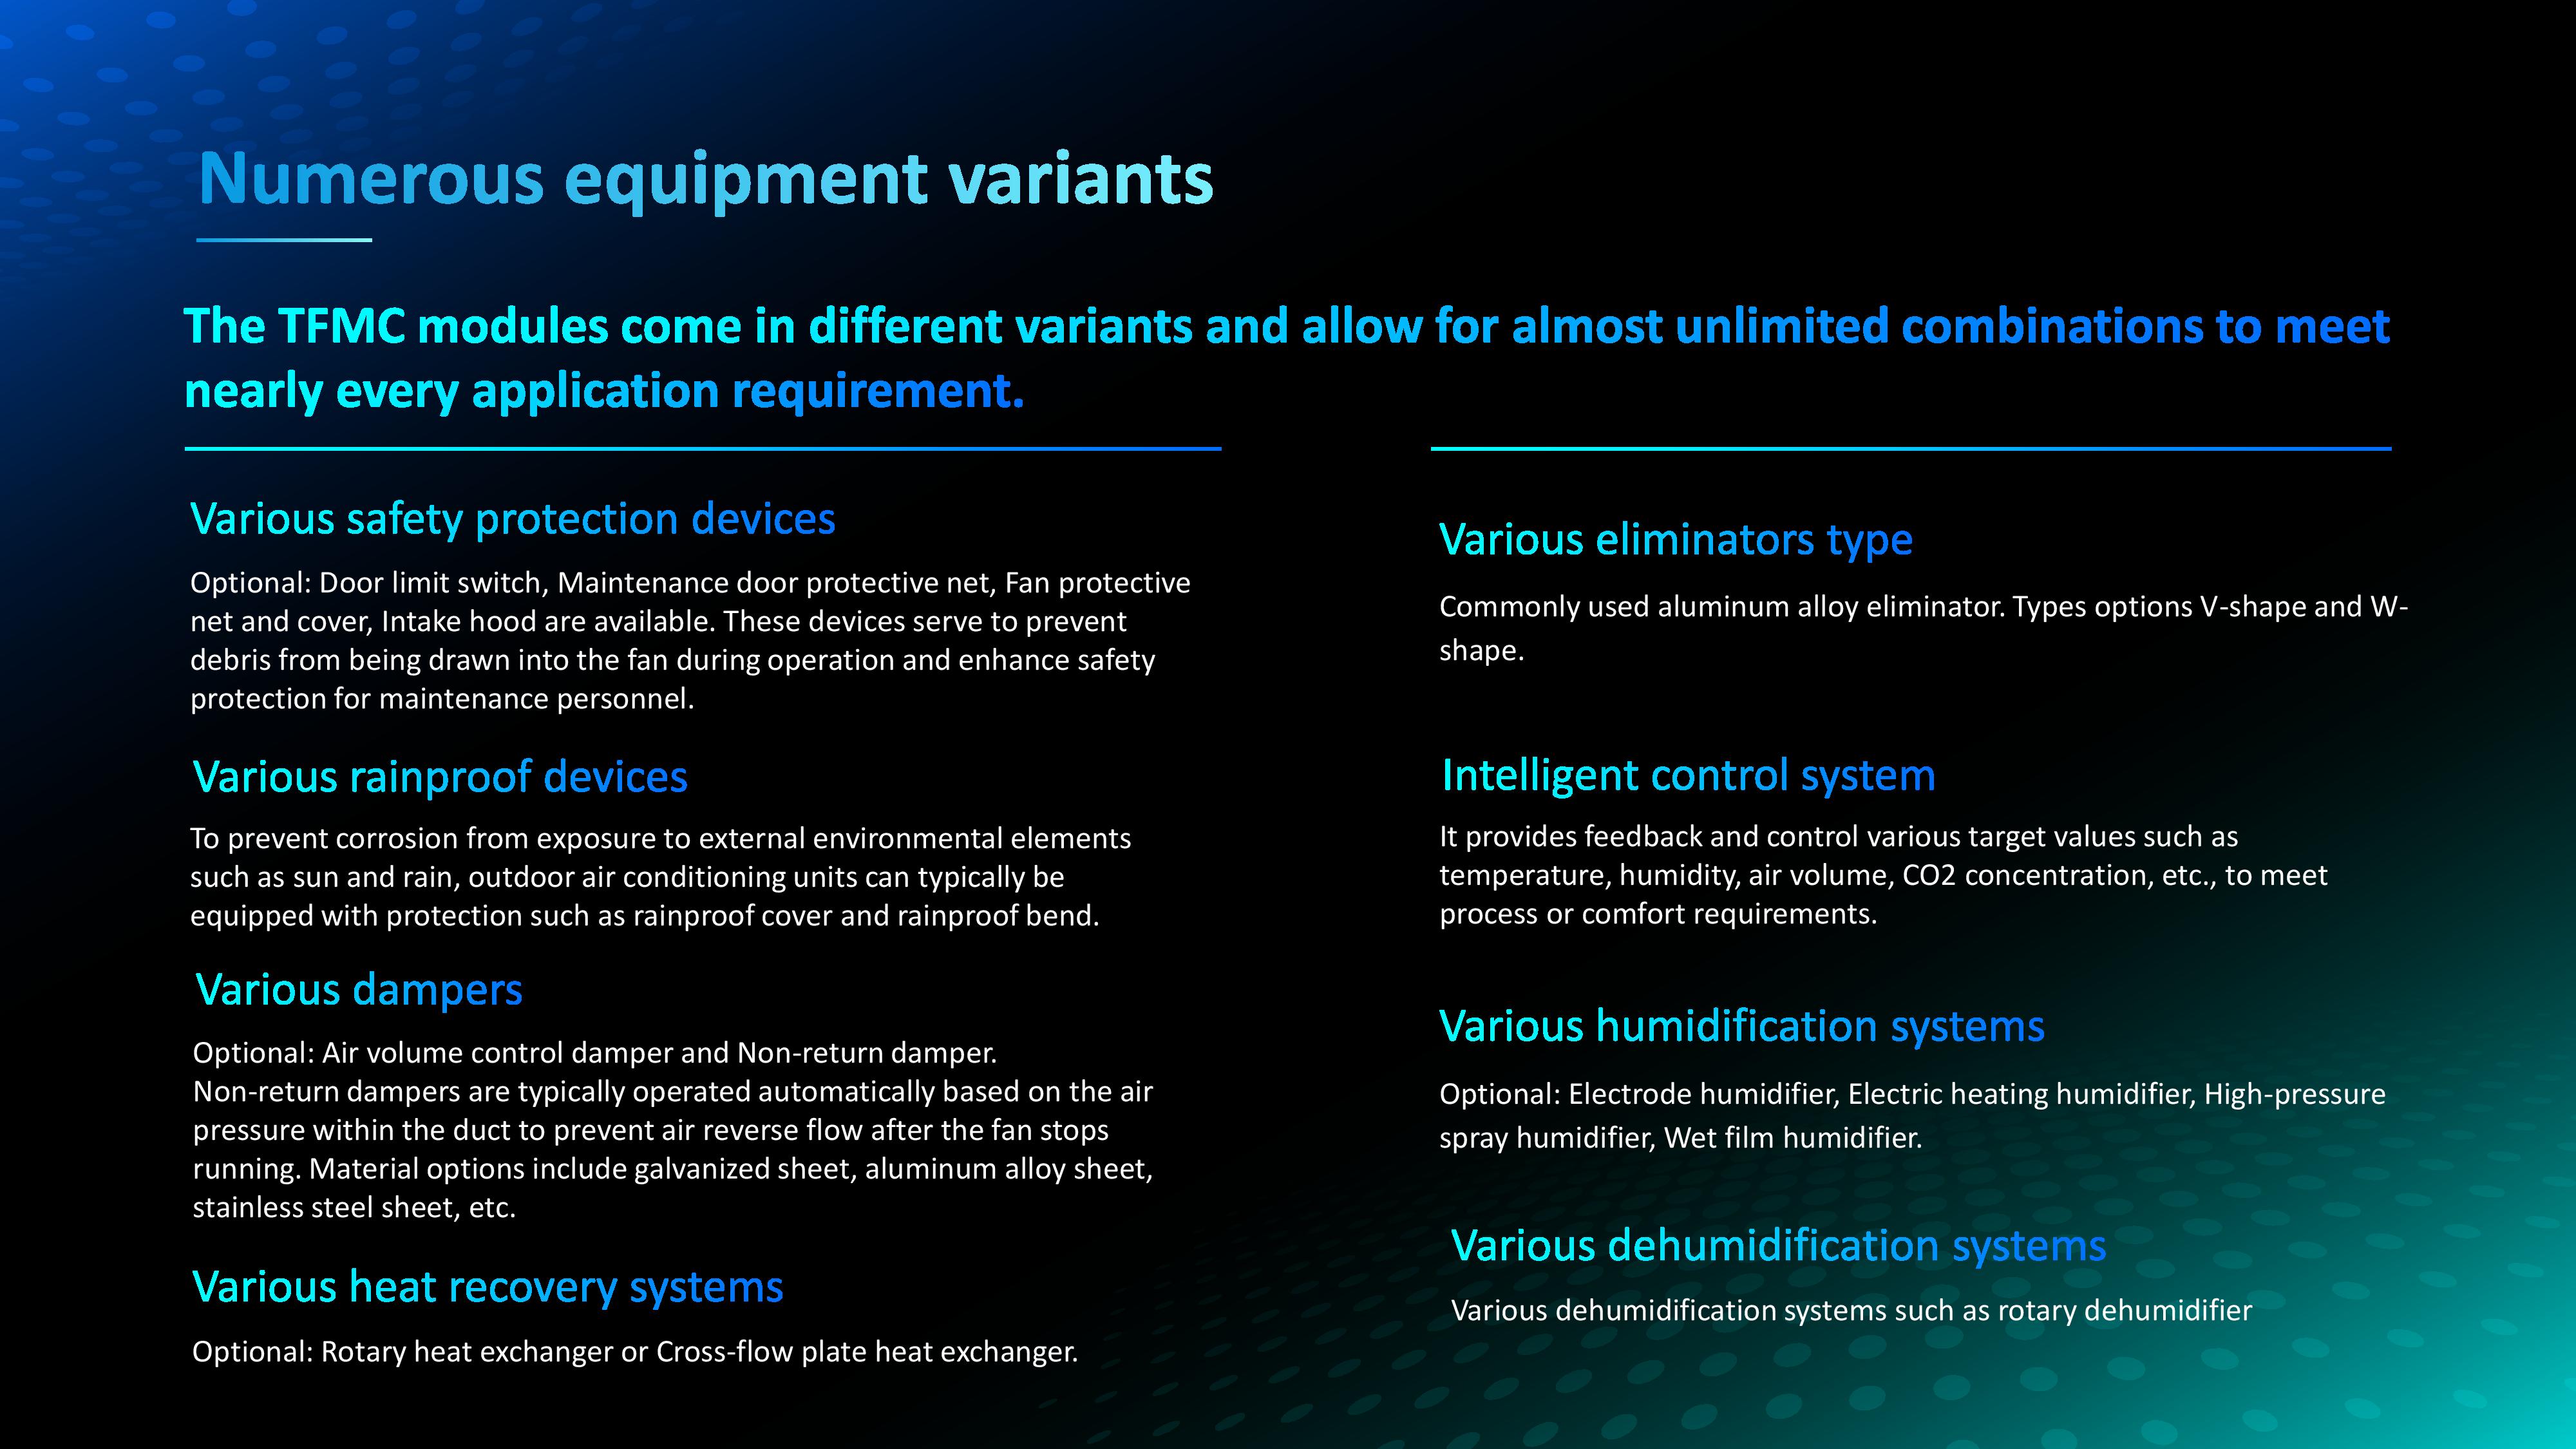 Numerous equipment variants
The TFMC modules come in different variants and allow for almost unlimited combinations to meet
nearly every application requirement.
Various safety protection devices
Optional: Door limit switch, Maintenance door protective net, Fan protective
net and cover, Intake hood are available. These devices serve to prevent
debris from being drawn into the fan during operation and enhance safety
protection for maintenance personnel.
Various rainproof devices
To prevent corrosion from exposure to external environmental elements
such as sun and rain, outdoor air conditioning units can typically be
equipped with protection such as rainproof cover and rainproof bend.
Various dampers
Optional: Air volume control damper and Non-return damper.
Non-return dampers are typically operated automatically based on the air
pressure within the duct to prevent air reverse flow after the fan stops
running. Material options include galvanized sheet, aluminum alloy sheet,
stainless steel sheet, etc.
Various heat recovery systems
Optional: Rotary heat exchanger or Cross-flow plate heat exchanger.
Various eliminators type
Commonly used aluminum alloy eliminator. Types options V-shape and W-
shape.
Intelligent control system
It provides feedback and control various target values such as
temperature, humidity, air volume, CO2 concentration, etc., to meet
process or comfort requirements.
Various humidification systems
Optional: Electrode humidifier, Electric heating humidifier, High-pressure
spray humidifier, Wet film humidifier.
Various dehumidification systems
Various dehumidification systems such as rotary dehumidifier